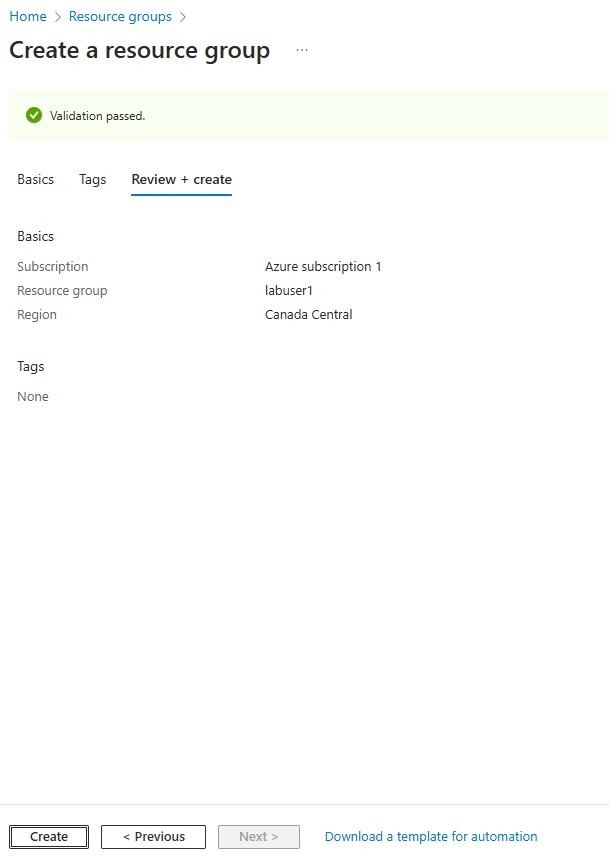 Home > Resource groups >
Create a resource group ...
Validation passed.
Basics Tags Review + create
Basics
Subscription Azure subscription 1
Resource group labuser1
Region Canada Central
Tags
None
Create < Previous Next > Download a template for automation